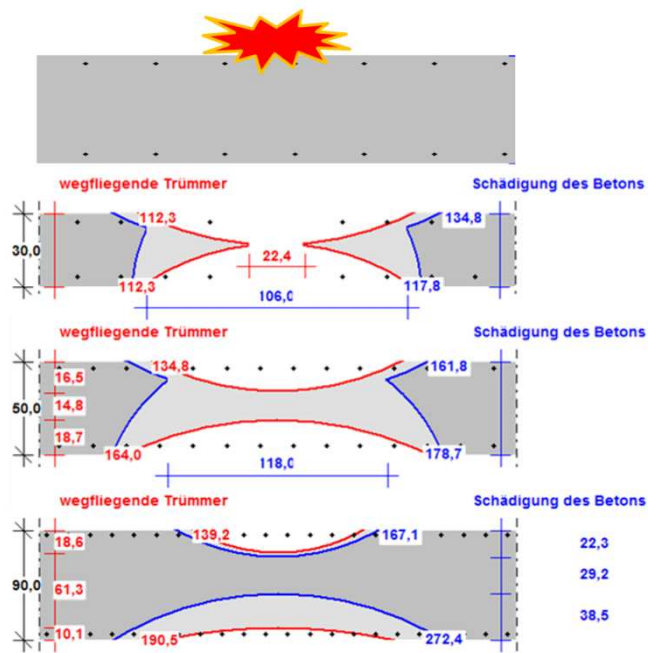 wegfliegende Trümmer Schädigung des Betons
112,3 134,8
30,0 22,4
112,3 117,8
106,0
wegfliegende Trümmer Schädigung des Betons
134,8 161,8
16,5
50,0 14,8
18,7
164,0 178,7
118,0
wegfliegende Trümmer Schädigung des Betons
18,6 139,2 167,1 22,3
90,0 61,3 29,2
38,5
10,1 190,5 272,4